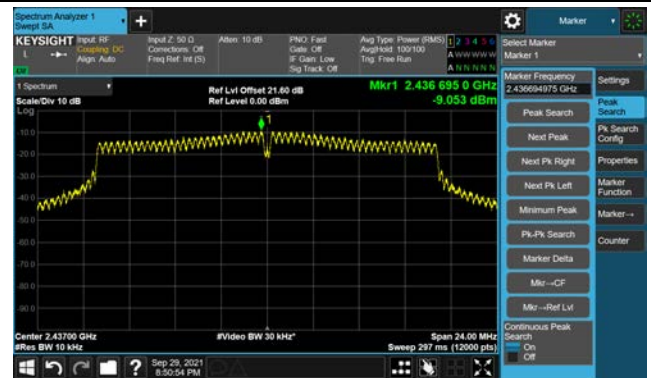 Spectrum Analyzer 1
Swept SA
Marker
KEYSIGHT
Input: RF
Coupling: DC
Align: Auto
Input Z: 50 Ω
Corrections: Off
Freq Ref: Int (S)
Atten: 10 dB
PNO: Fast
Gate: Off
IF Gain: Low
Sig Track: Off
Avg Type: Power (RMS)
Avg|Hold: 100/100
Trig: Free Run
1 2 3 4 5 6
A W W W W W
A N N N N N
Select Marker
Marker 1
1 Spectrum
Scale/Div 10 dB
Log
Ref Lvl Offset 21.60 dB
Ref Level 0.00 dBm
Mkr1 2.436 695 0 GHz
-9.053 dBm
1
-10.0
-20.0
-30.0
-40.0
-50.0
-60.0
-70.0
-80.0
-90.0
Center 2.43700 GHz
#Res BW 10 kHz
#Video BW 30 kHz*
Span 24.00 MHz
Sweep 297 ms (12000 pts)
Marker Frequency
2.436694975 GHz
Peak Search
Next Peak
Next Pk Right
Next Pk Left
Minimum Peak
Pk-Pk Search
Marker Delta
Mkr→CF
Mkr→Ref Lvl
Continuous Peak
Search
On
Off
Settings
Peak
Search
Pk Search
Config
Properties
Marker
Function
Marker→
Counter
Sep 29, 2021
8:50:54 PM